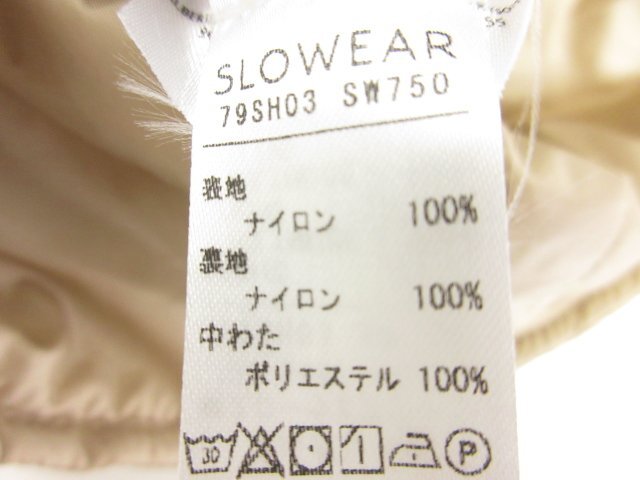 SLOWEAR
79SH03 SW750
表地
ナイロン 100%
裏地
ナイロン 100%
中わた
ポリエステル 100%
30 P